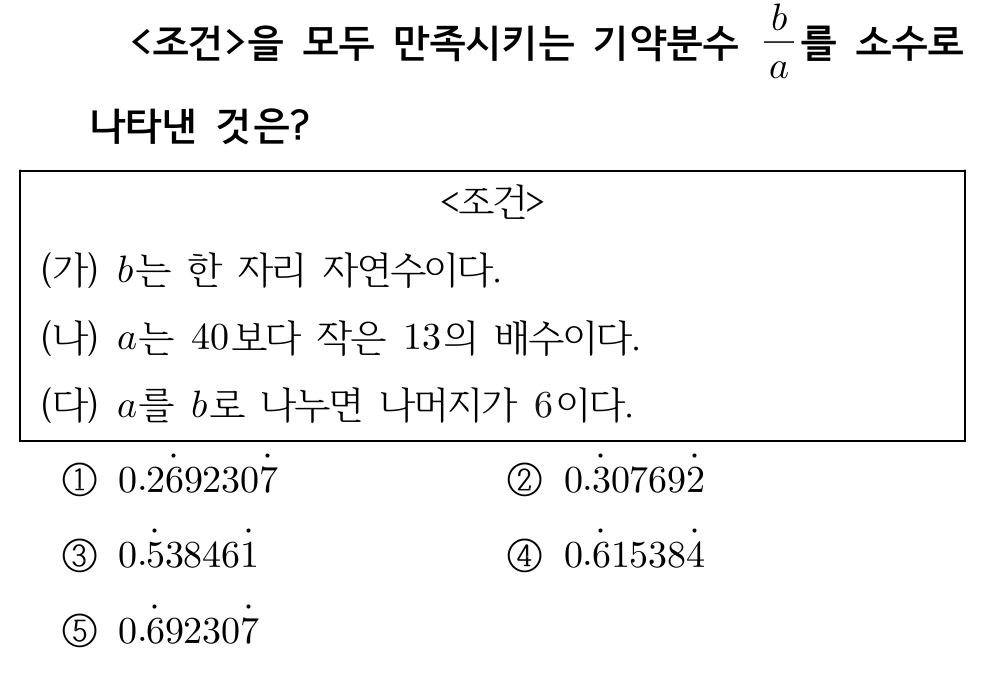 <조건>을 모두 만족시키는 기약분수 $\frac{b}{a}$를 소수로
나타낸 것은?
<조건>
(가) b는 한 자리 자연수이다.
(나) a는 40보다 작은 13의 배수이다.
(다) a를 b로 나누면 나머지가 6이다.
① $0.2\dot{6}9230\dot{7}$ ② $0.\dot{3}0769\dot{2}$
③ $0.\dot{5}3846\dot{1}$ ④ $0.\dot{6}1538\dot{4}$
⑤ $0.\dot{6}9230\dot{7}$